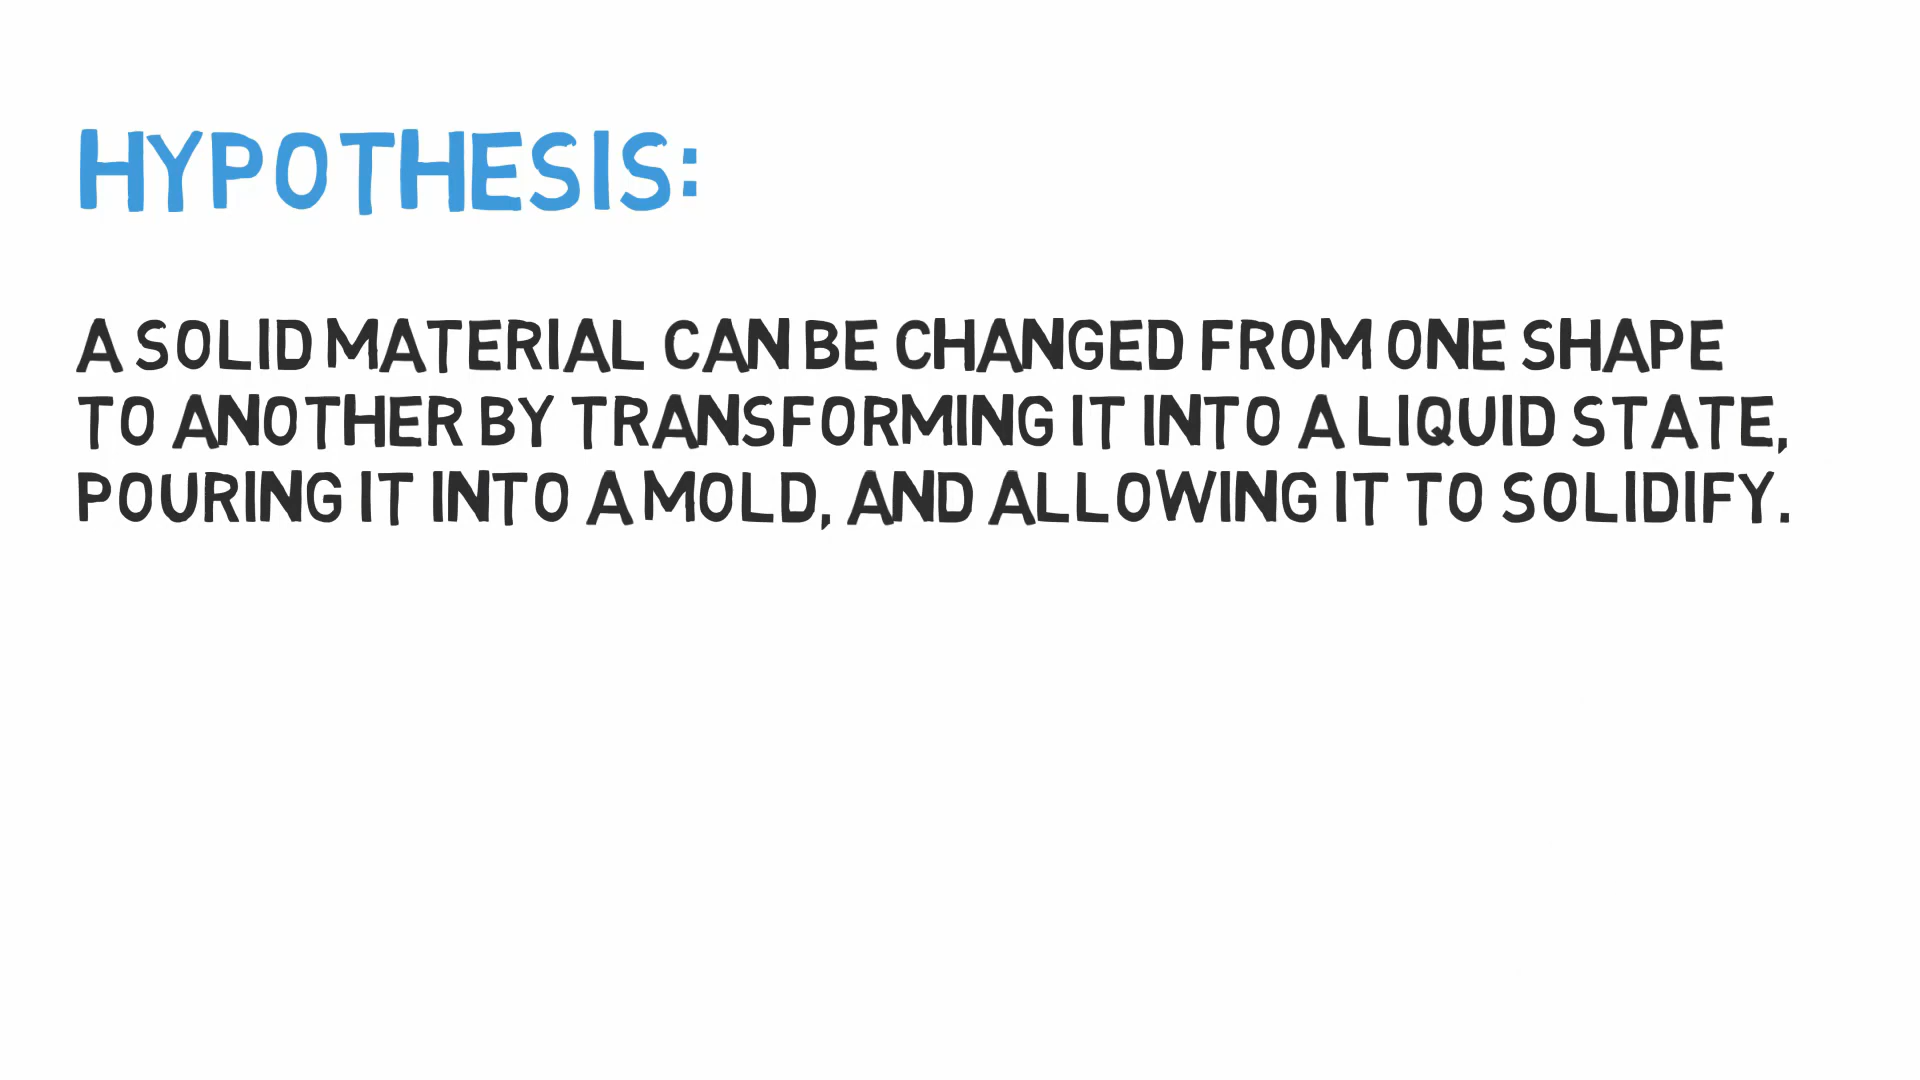 HYPOTHESIS:
A SOLID MATERIAL CAN BE CHANGED FROM ONE SHAPE
TO ANOTHER BY TRANSFORMING IT INTO A LIQUID STATE,
POURING IT INTO A MOLD, AND ALLOWING IT TO SOLIDIFY.